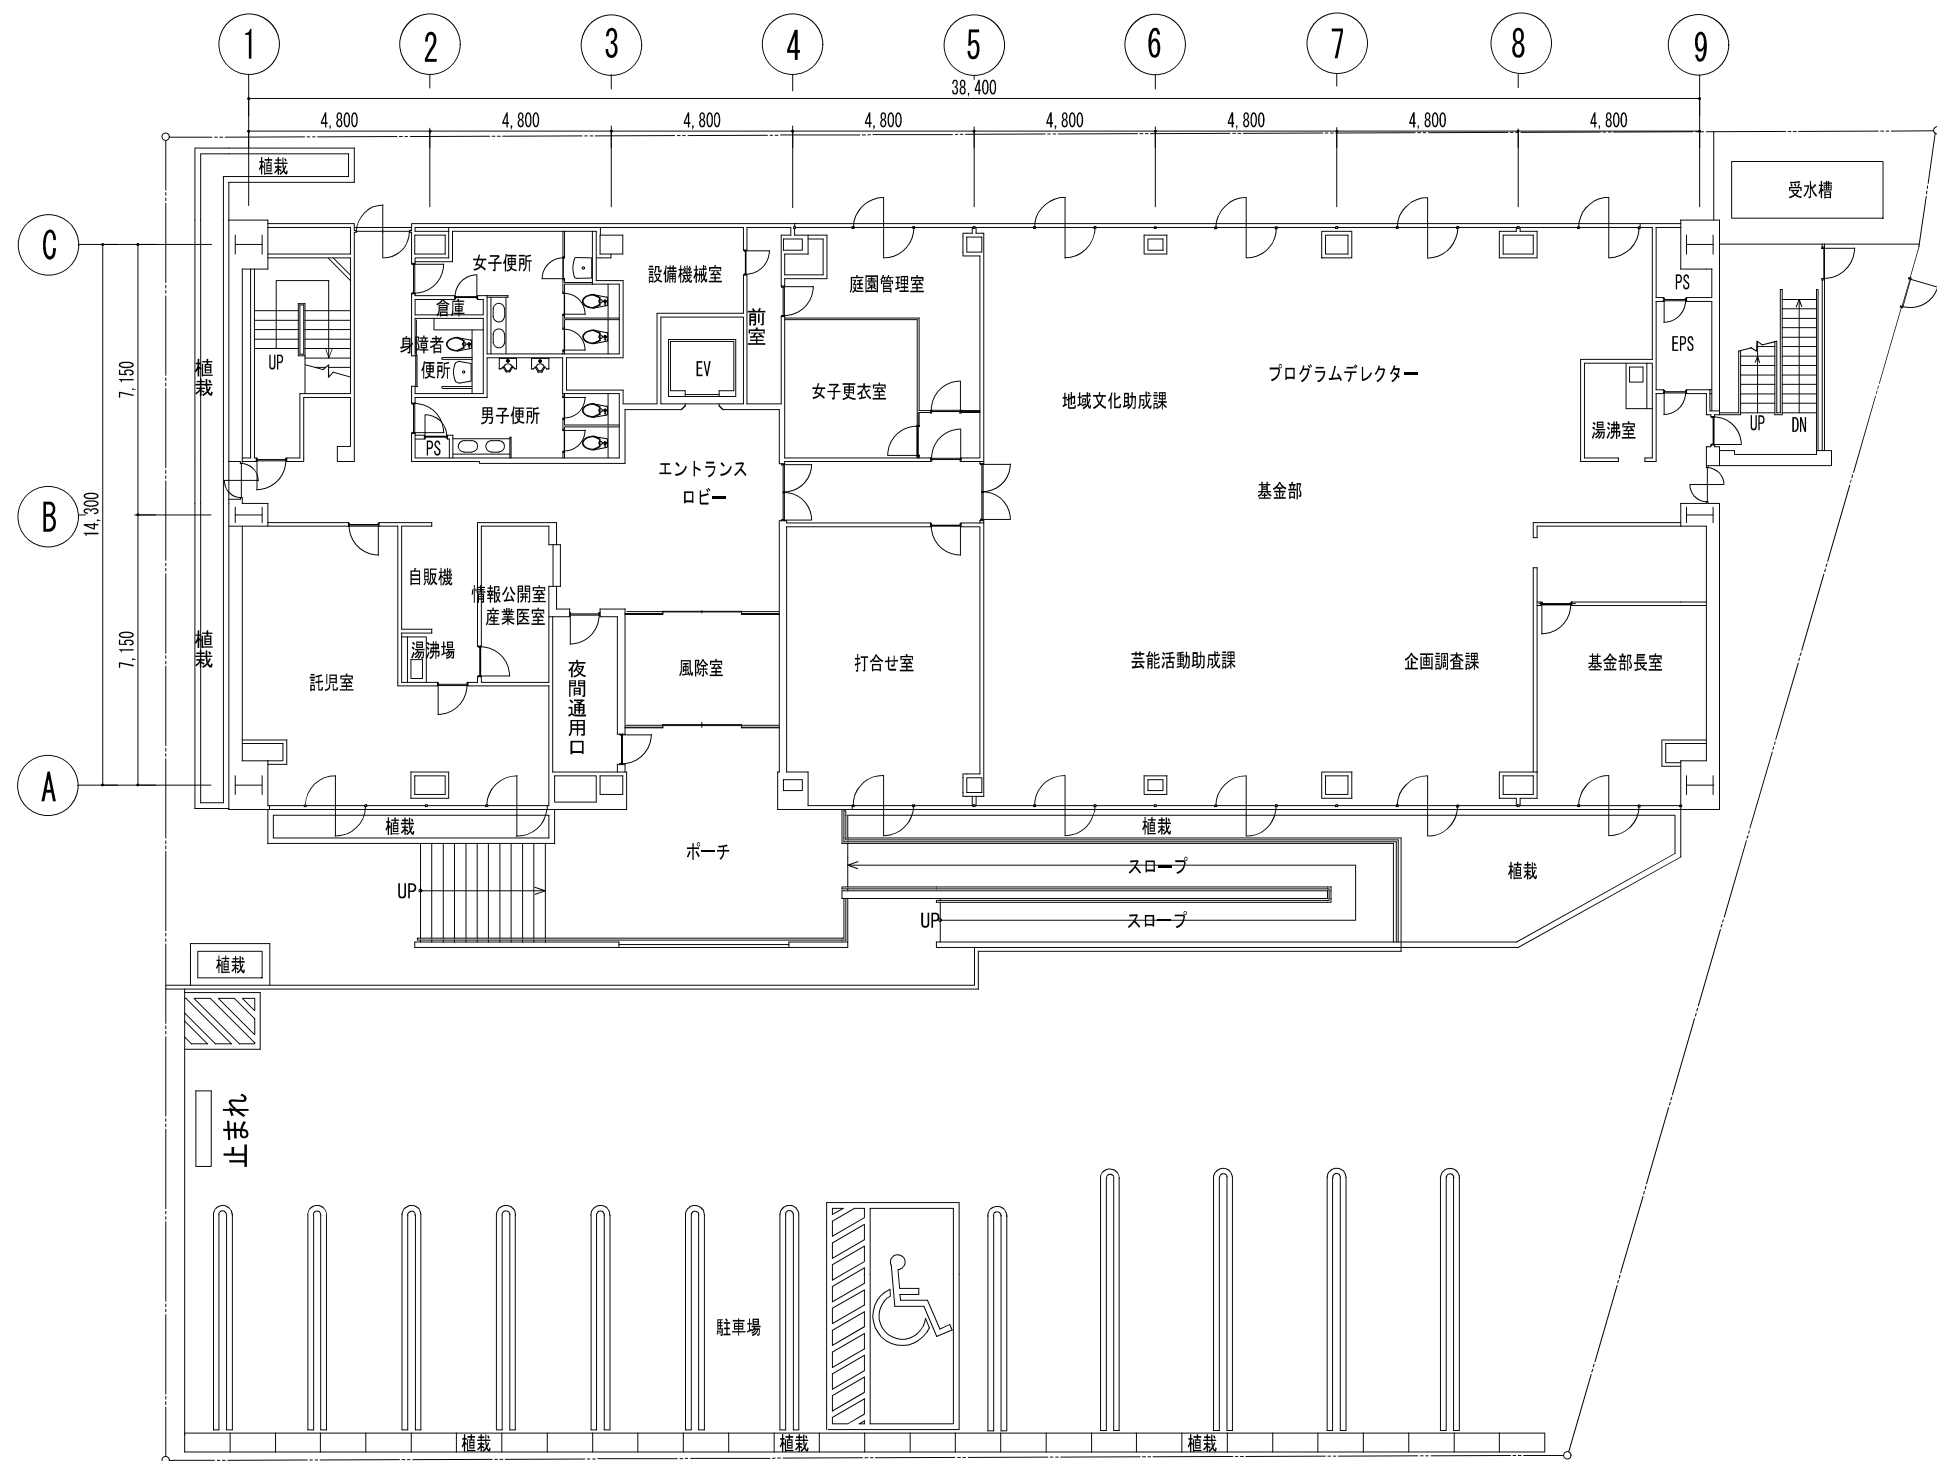 1 2 3 4 5 6 7 8 9
38,400
4,800 4,800 4,800 4,800 4,800 4,800 4,800 4,800
植栽
受水槽
C
女子便所
設備機械室
庭園管理室
PS
倉庫
前室
身障者
便所
UP
EV
EPS
植栽
7,150
女子更衣室
地域文化助成課
プログラムデレクター
男子便所
PS
湯沸室
UP
DN
エントランス
ロビー
基金部
B
14,300
自販機
情報公開室
産業医室
植栽
7,150
湯沸場
託児室
夜間通用口
風除室
打合せ室
芸能活動助成課
企画調査課
基金部長室
A
植栽
植栽
ポーチ
スロープ
植栽
UP
UP
スロープ
植栽
止まれ
駐車場
植栽
植栽
植栽